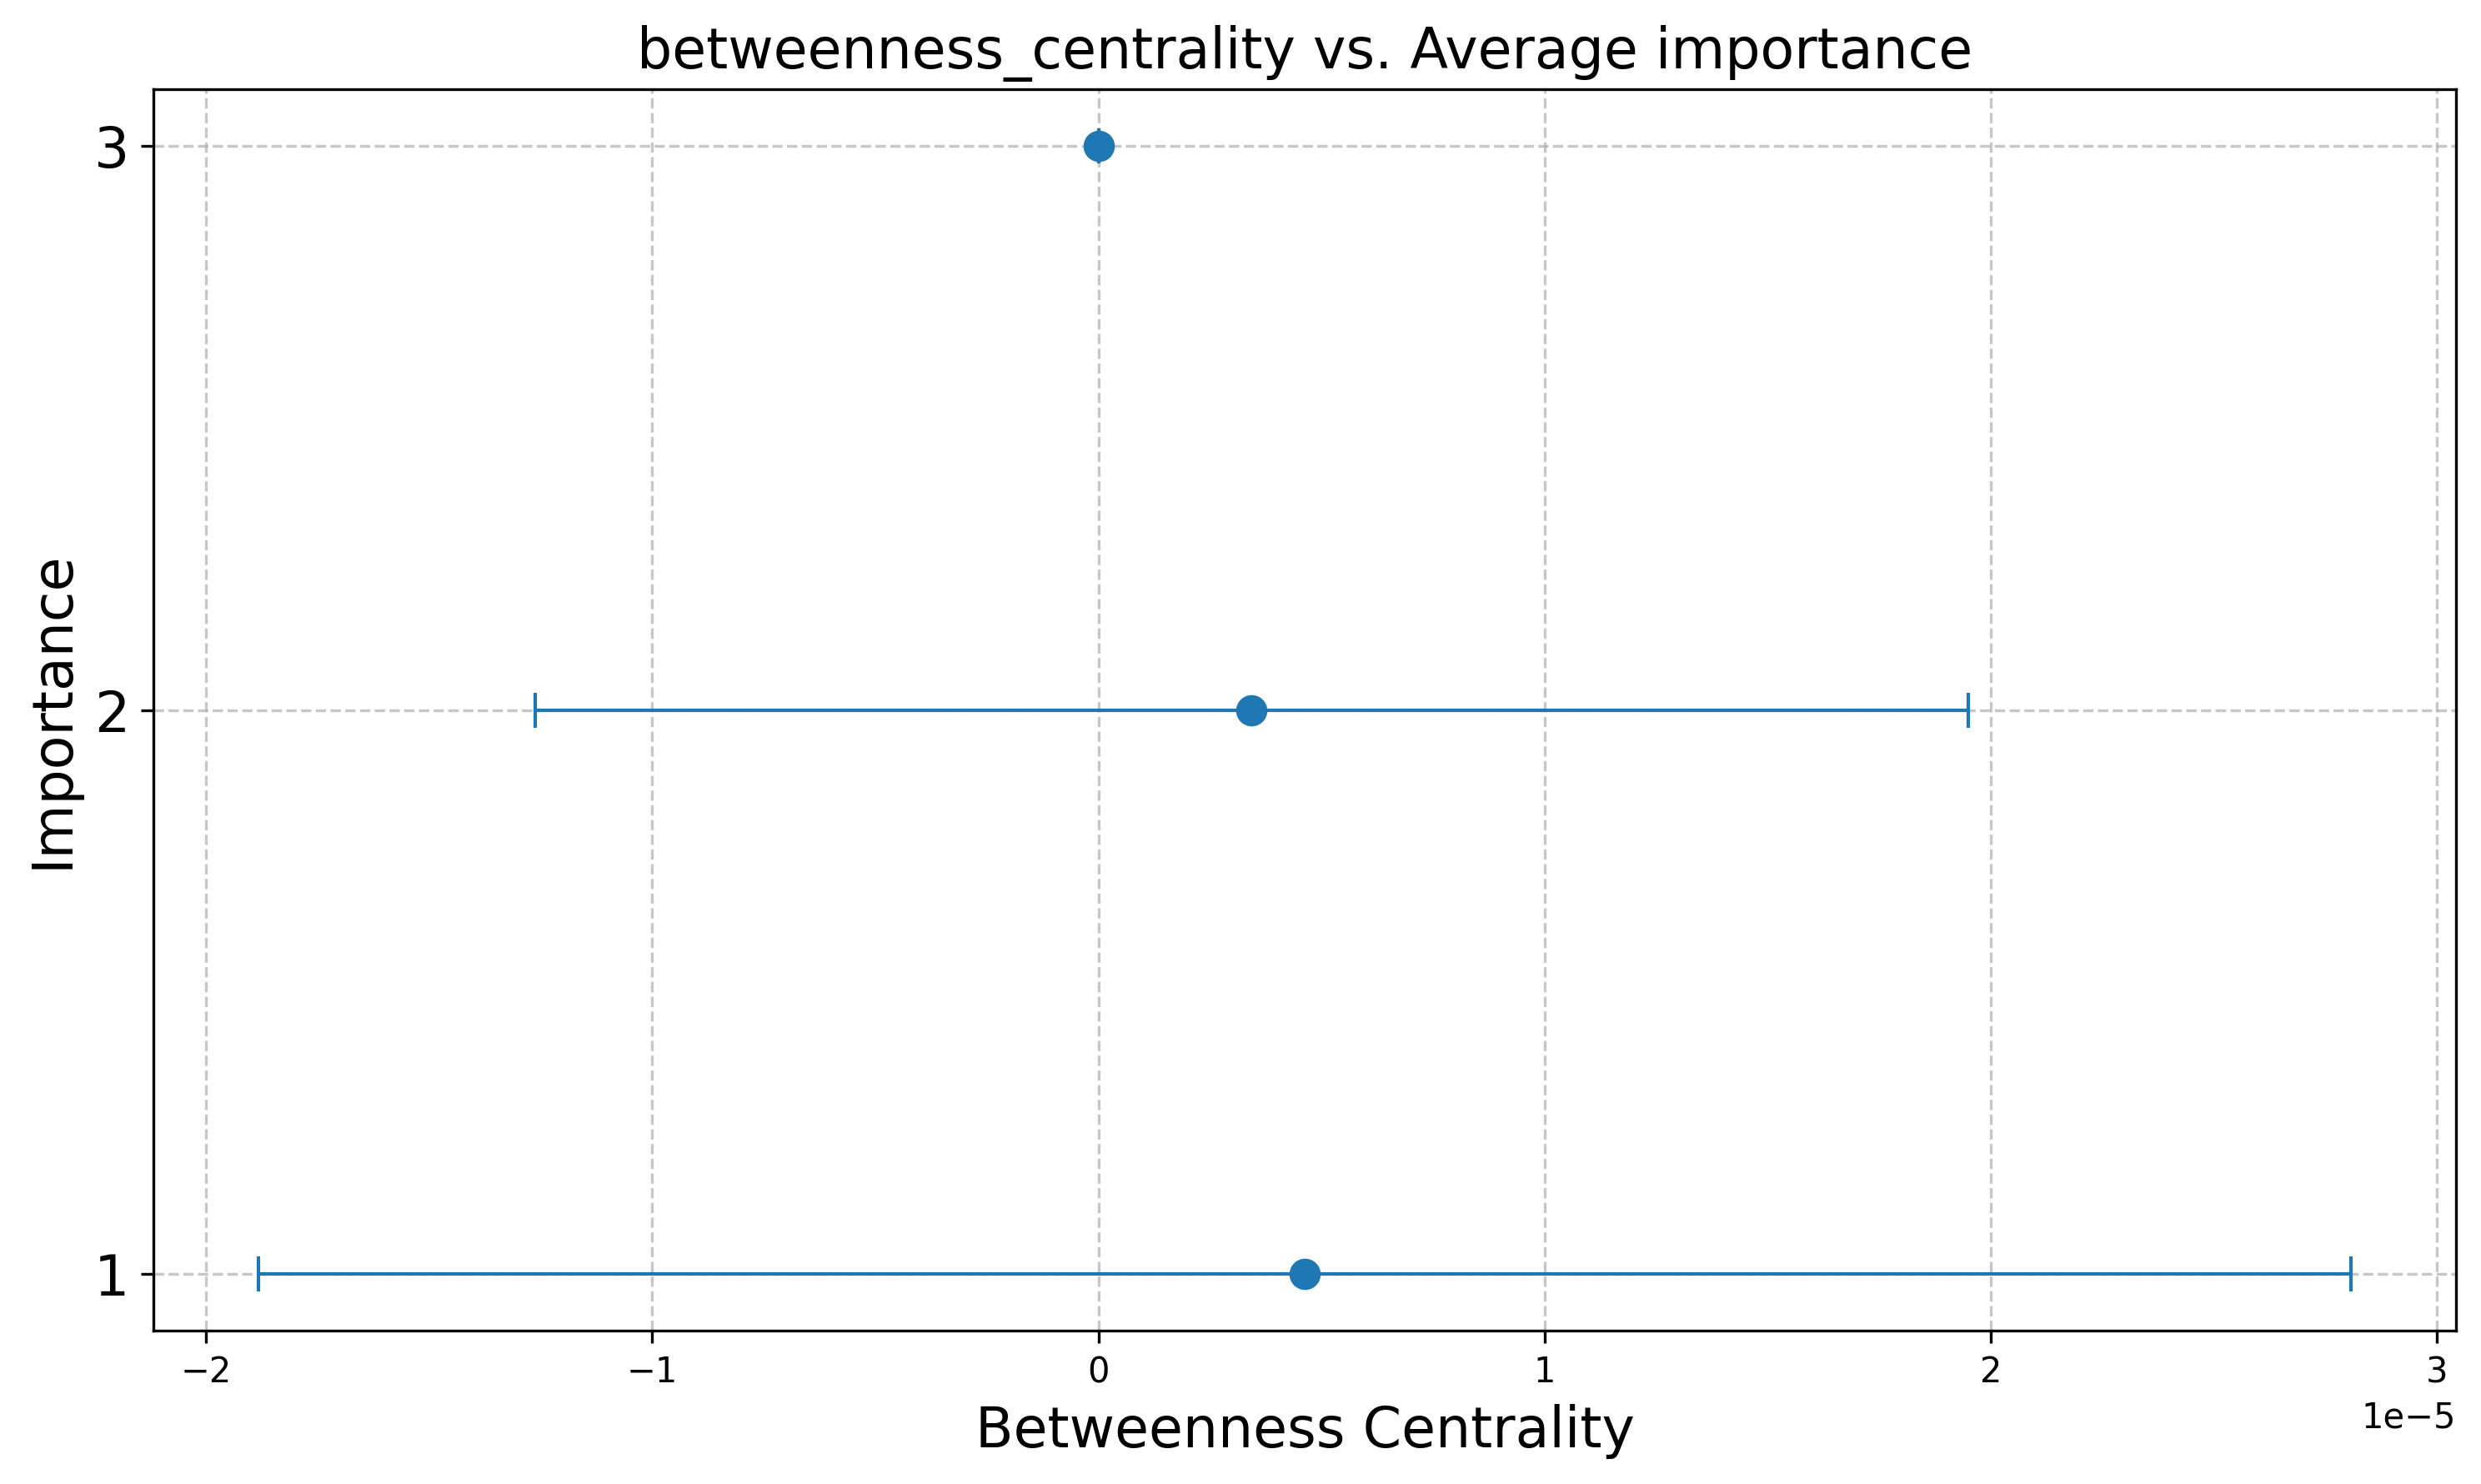 betweenness_centrality vs. Average importance
3
2
1
Importance
−2 −1 0 1 2 3
1e−5
Betweenness Centrality